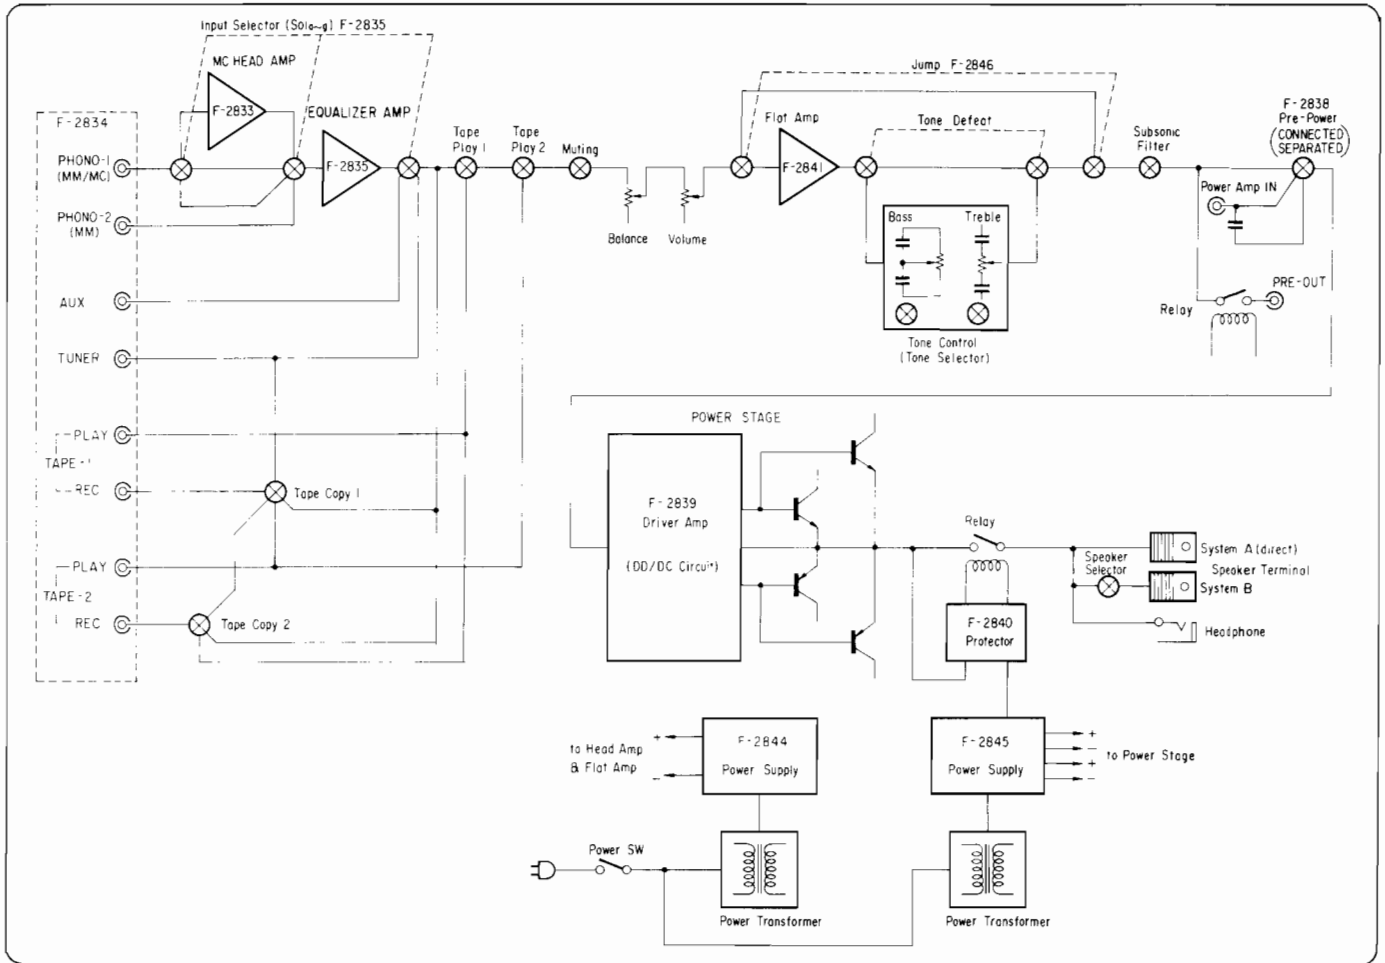 Input Selector (So1a~g) F-2835
MC HEAD AMP
F-2833
EQUALIZER AMP
F-2835
F-2834
PHONO-1
(MM/MC)
PHONO-2
(MM)
AUX
TUNER
PLAY
TAPE-1
REC
PLAY
TAPE-2
REC
Tape Copy 1
Tape Copy 2
Tape
Play 1
Tape
Play 2
Muting
Balance
Volume
Jump F-2846
Flat Amp
F-2841
Tone Defeat
Bass
Treble
Tone Control
(Tone Selector)
Subsonic
Filter
F-2838
Pre-Power
(CONNECTED
SEPARATED)
Power Amp IN
PRE-OUT
Relay
POWER STAGE
F-2839
Driver Amp
(DD/DC Circuit)
Relay
F-2840
Protector
Speaker
Selector
System A (direct)
Speaker Terminal
System B
Headphone
to Head Amp
& Flat Amp
+
-
F-2844
Power Supply
F-2845
Power Supply
+
-
+
-
to Power Stage
Power SW
Power Transformer
Power Transformer